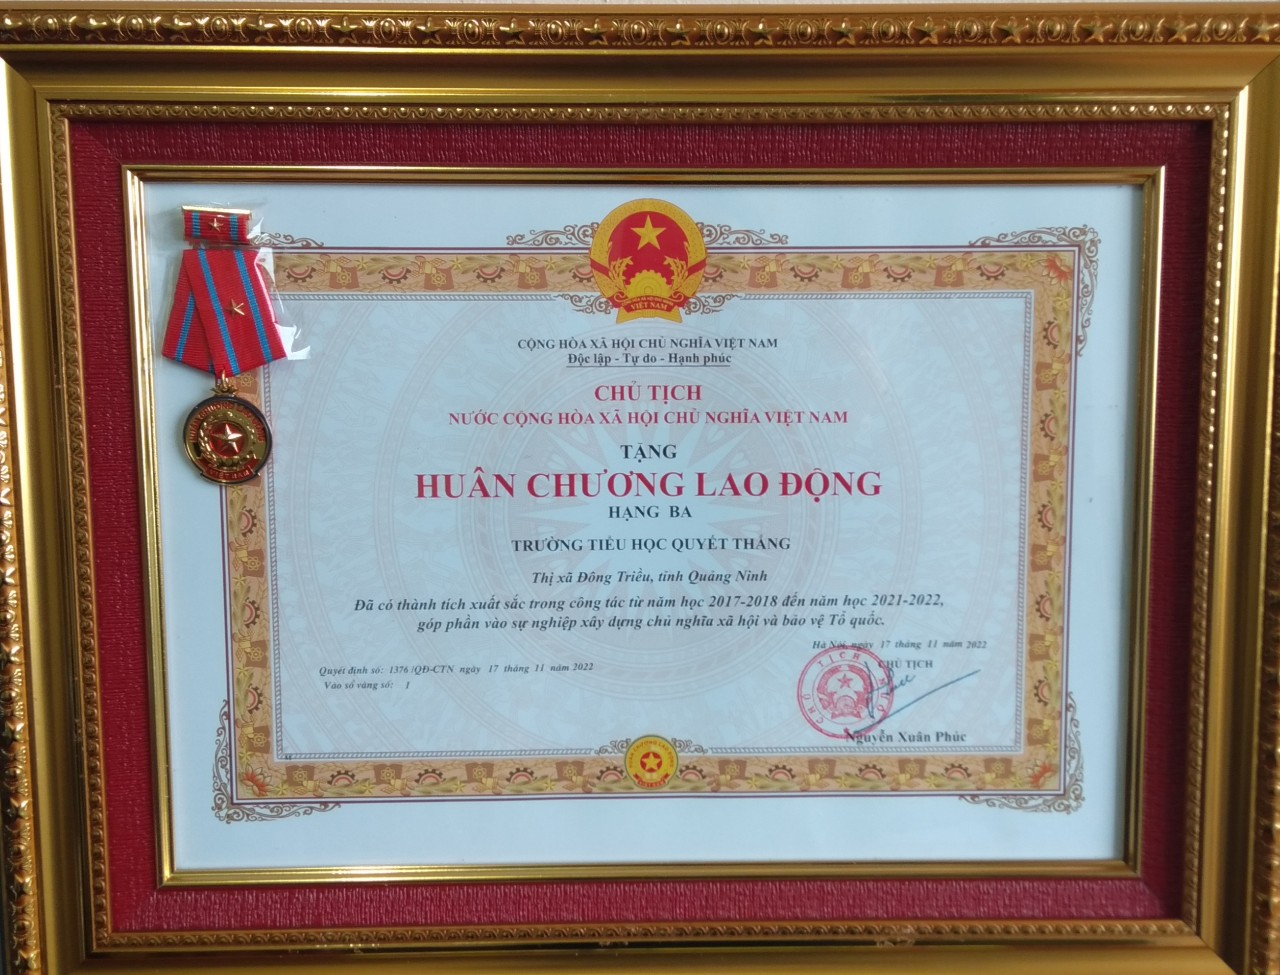 VIỆT NAM
CỘNG HÒA XÃ HỘI CHỦ NGHĨA VIỆT NAM
Độc lập - Tự do - Hạnh phúc
CHỦ TỊCH
NƯỚC CỘNG HÒA XÃ HỘI CHỦ NGHĨA VIỆT NAM
TẶNG
HUÂN CHƯƠNG LAO ĐỘNG
HẠNG BA
TRƯỜNG TIỂU HỌC QUYẾT THẮNG
Thị xã Đông Triều, tỉnh Quảng Ninh
Đã có thành tích xuất sắc trong công tác từ năm học 2017-2018 đến năm học 2021-2022,
góp phần vào sự nghiệp xây dựng chủ nghĩa xã hội và bảo vệ Tổ quốc.
Hà Nội, ngày 17 tháng 11 năm 2022
CHỦ TỊCH
Quyết định số: 1376 /QĐ-CTN ngày 17 tháng 11 năm 2022
Vào sổ vàng số: 1
Nguyễn Xuân Phúc